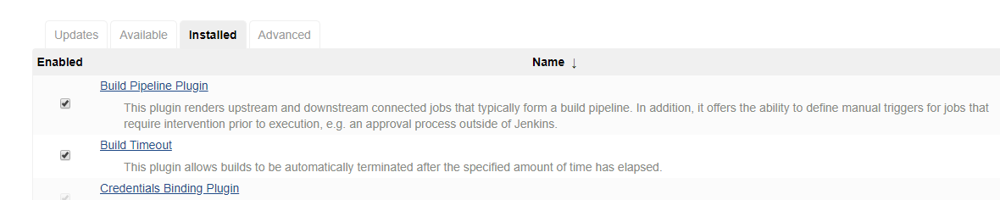 Updates Available Installed Advanced
Enabled Name ↓
Build Pipeline Plugin
This plugin renders upstream and downstream connected jobs that typically form a build pipeline. In addition, it offers the ability to define manual triggers for jobs that
require intervention prior to execution, e.g. an approval process outside of Jenkins.
Build Timeout
This plugin allows builds to be automatically terminated after the specified amount of time has elapsed.
Credentials Binding Plugin